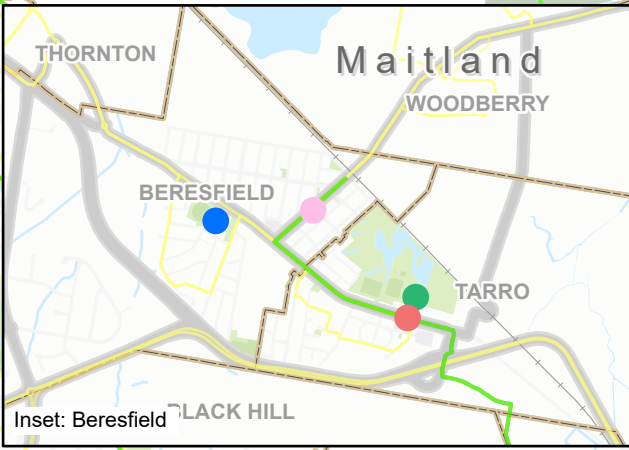 THORNTON
Maitland
WOODBERRY
BERESFIELD
TARRO
BLACK HILL
Inset: Beresfield